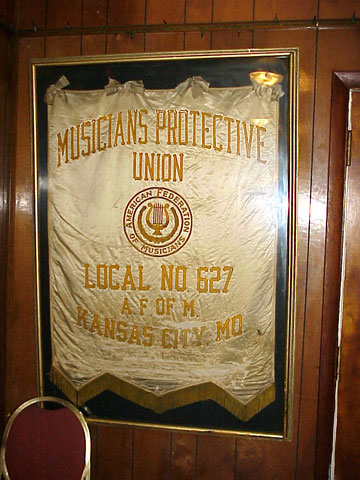 MUSICIANS PROTECTIVE
UNION
AMERICAN FEDERATION
OF MUSICIANS
LOCAL NO. 627
A F OF M.
KANSAS CITY, MO